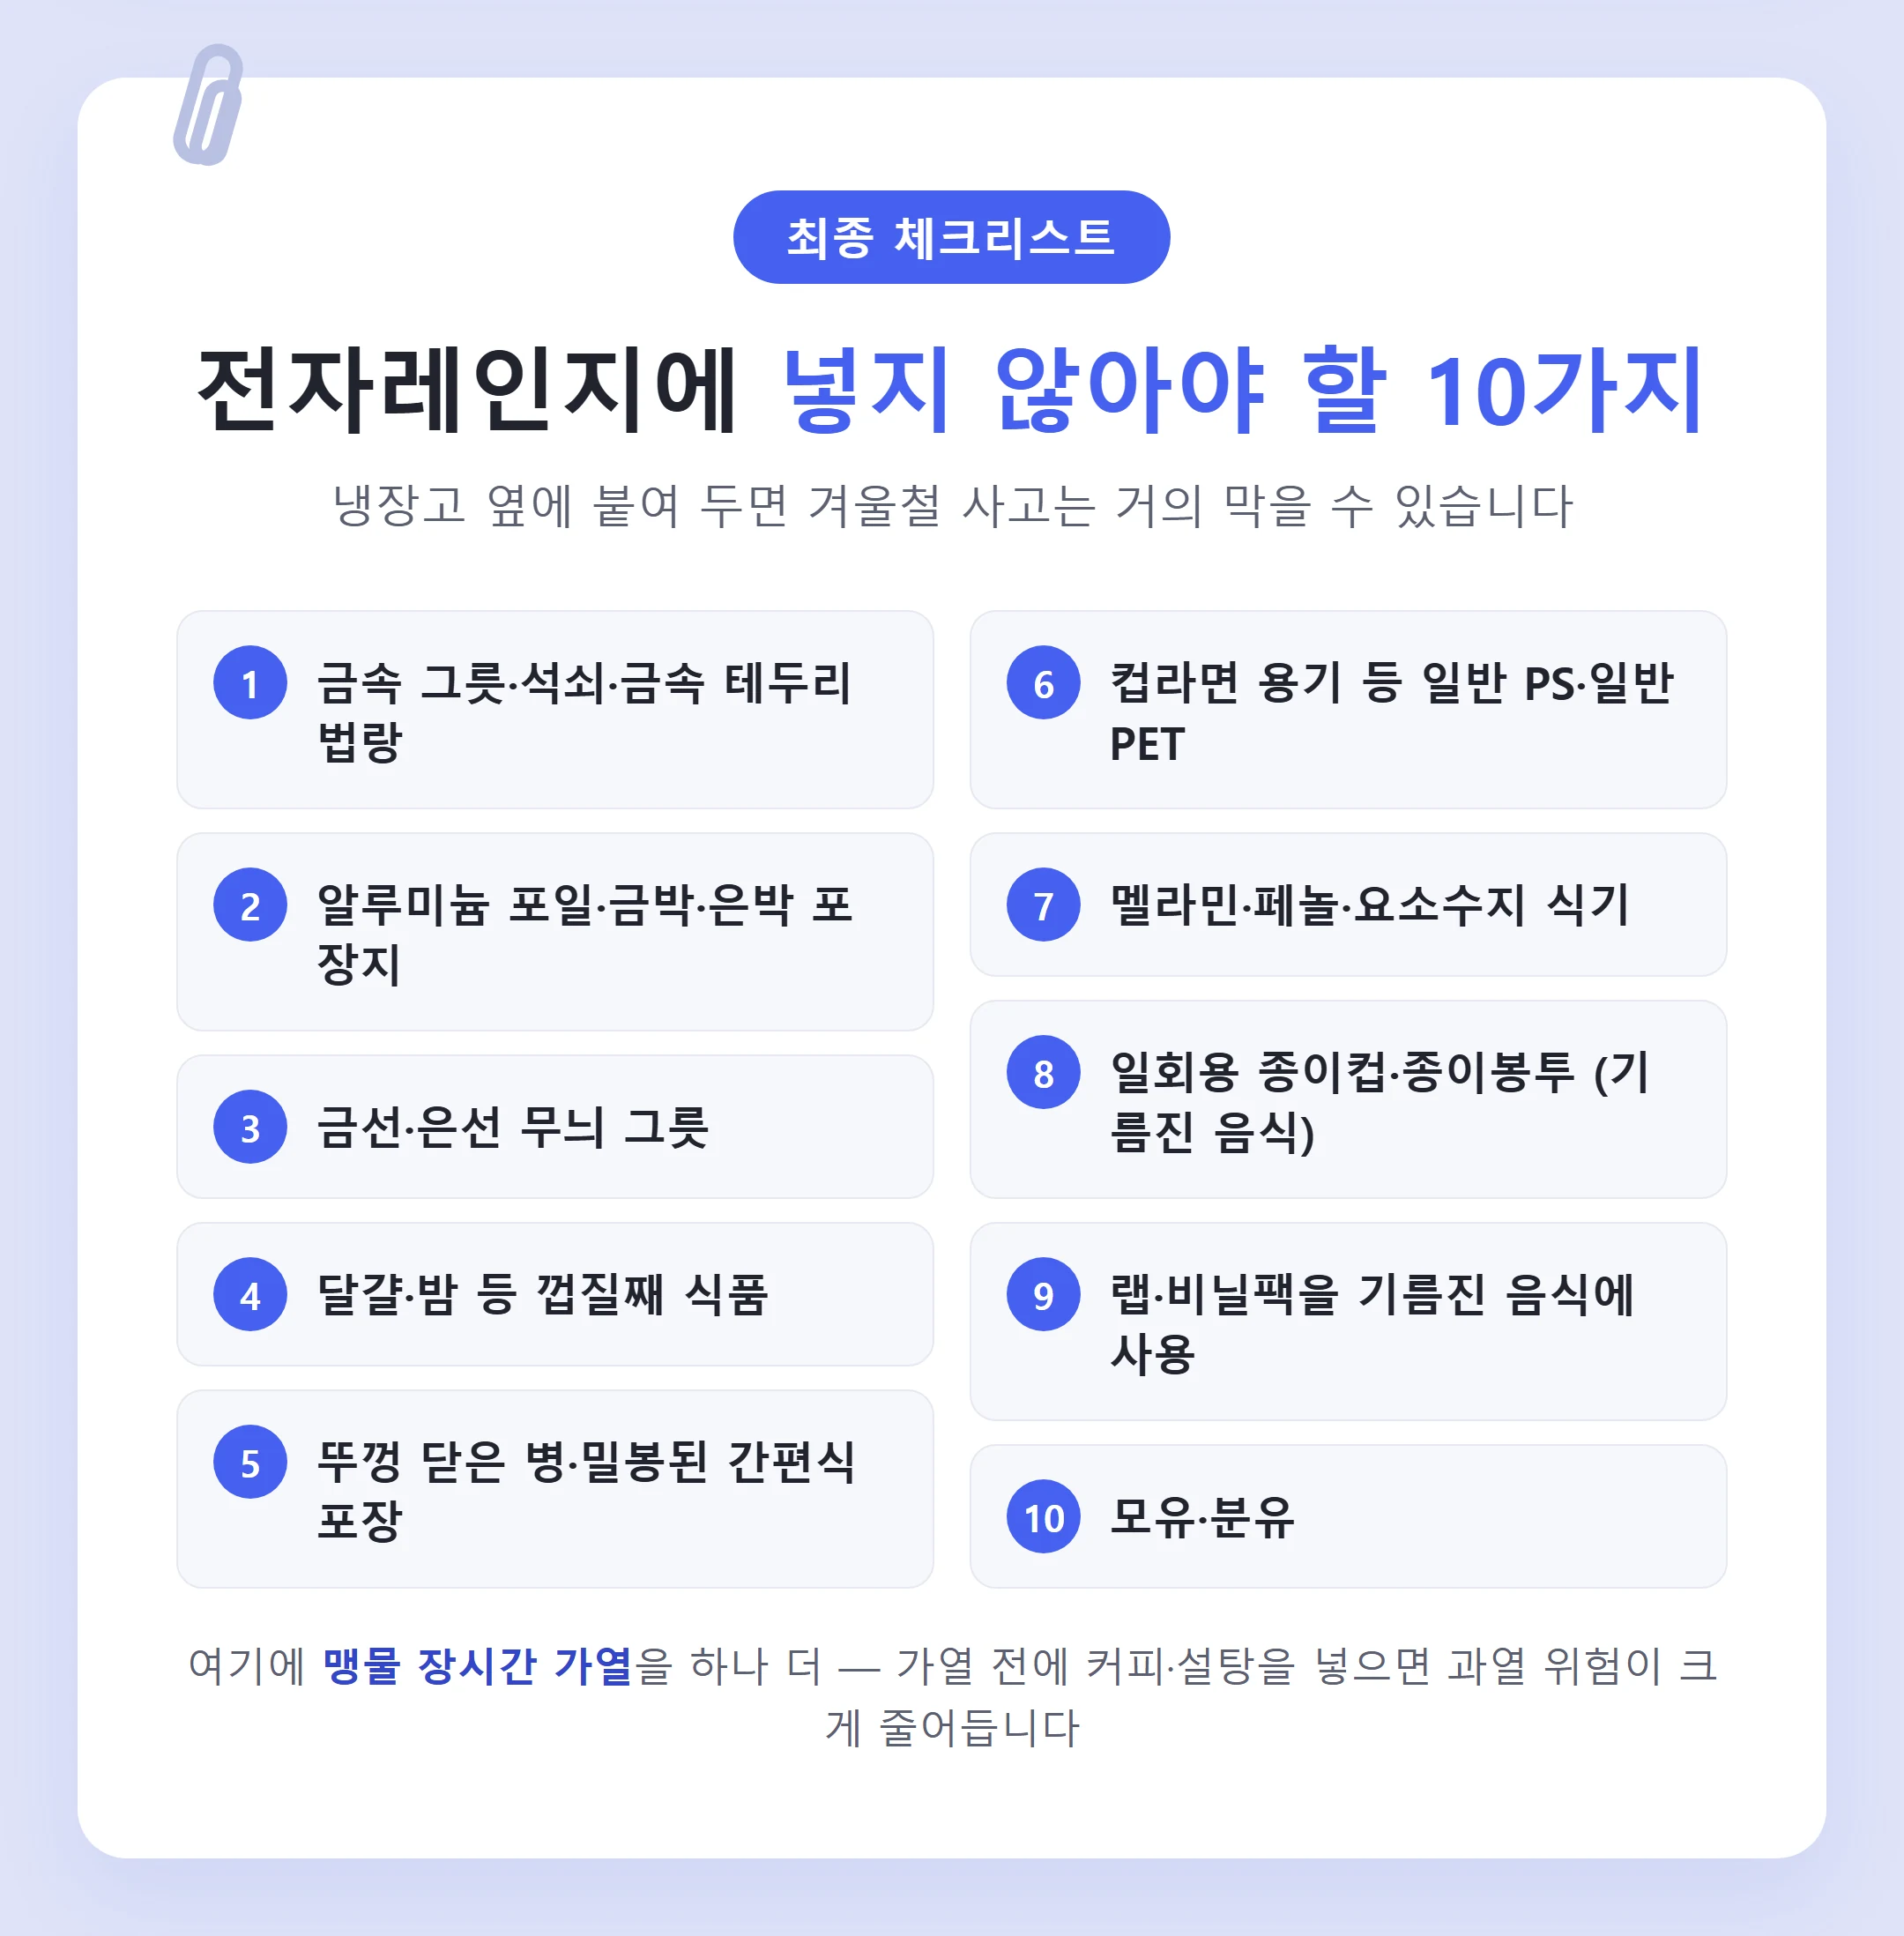 최종 체크리스트
전자레인지에 넣지 않아야 할 10가지
냉장고 옆에 붙여 두면 겨울철 사고는 거의 막을 수 있습니다
1 금속 그릇·석쇠·금속 테두리
법랑
2 알루미늄 포일·금박·은박 포
장지
3 금선·은선 무늬 그릇
4 달걀·밤 등 껍질째 식품
5 뚜껑 닫은 병·밀봉된 간편식
포장
6 컵라면 용기 등 일반 PS·일반
PET
7 멜라민·페놀·요소수지 식기
8 일회용 종이컵·종이봉투 (기
름진 음식)
9 랩·비닐팩을 기름진 음식에
사용
10 모유·분유
여기에 맹물 장시간 가열을 하나 더 — 가열 전에 커피·설탕을 넣으면 과열 위험이 크
게 줄어듭니다